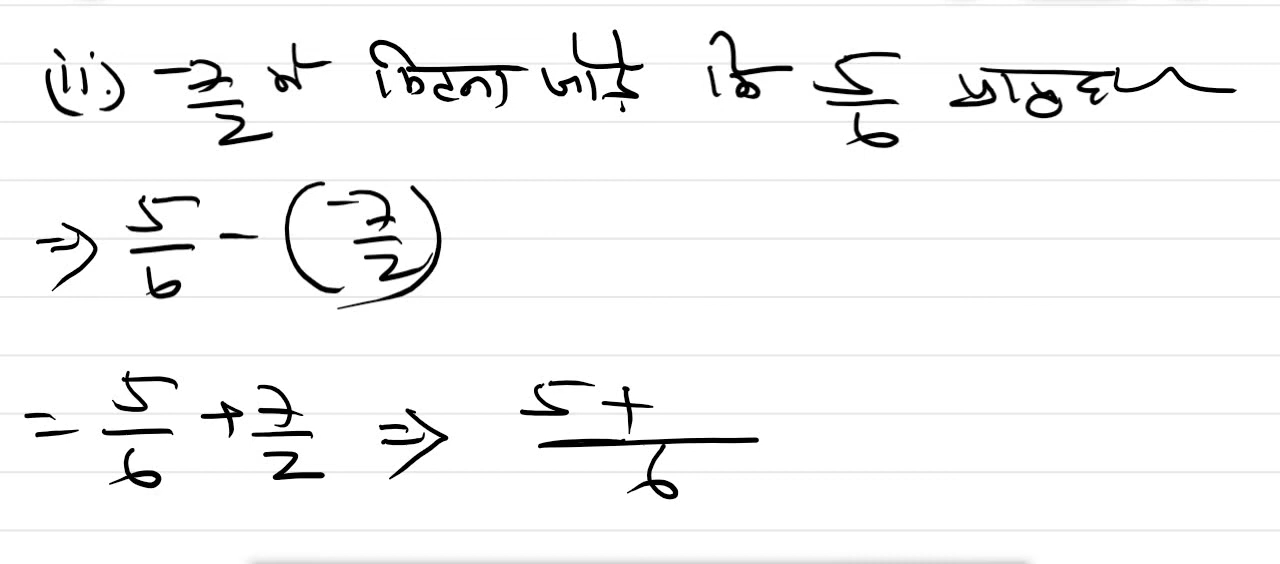 (ii) -7/2 में कितना जोड़ें कि 5/6 प्राप्त हो
⇒ 5/6 - (-7/2)
= 5/6 + 7/2 ⇒ 5+/6